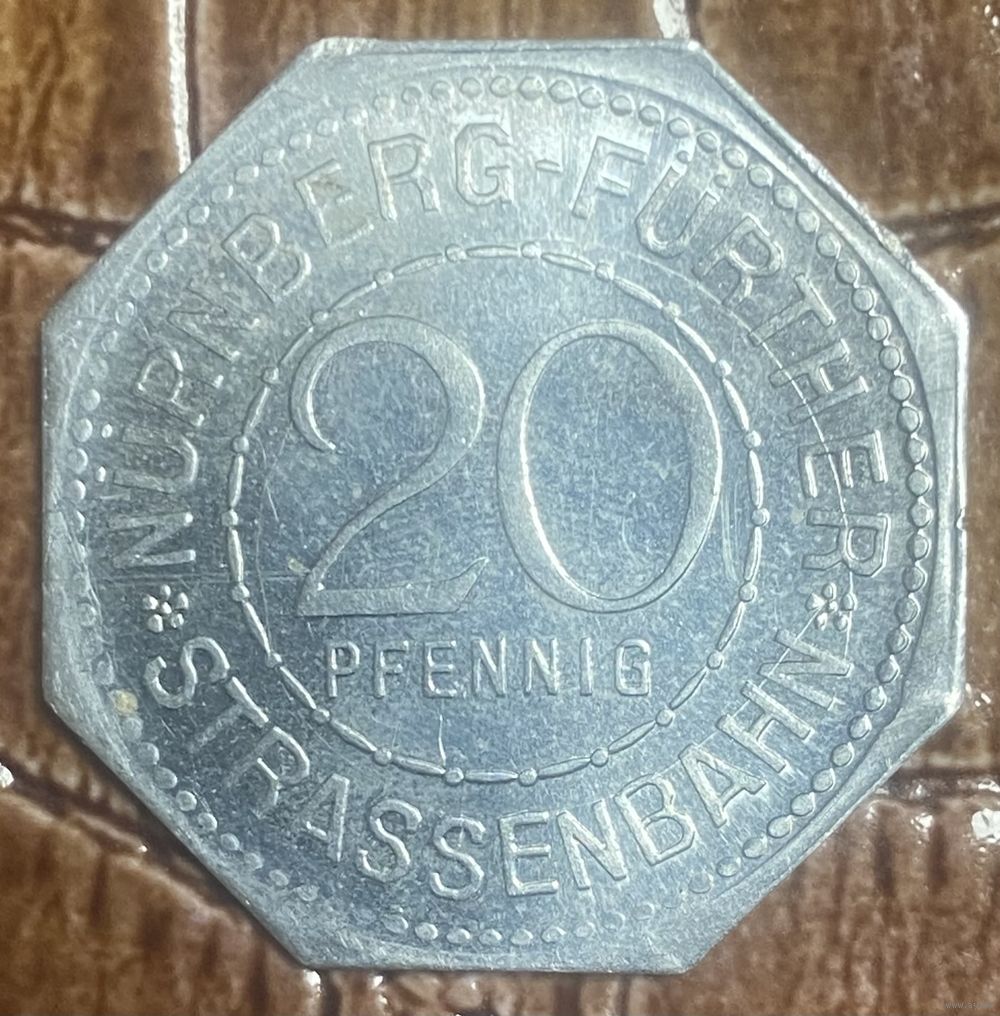 NÜRNBERG-FÜRTHER
20
PFENNIG
STRASSENBAHN